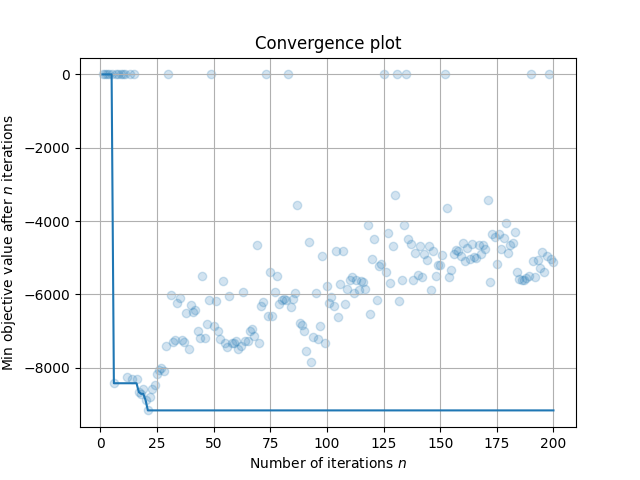 Convergence plot
Min objective value after n iterations
0
−2000
−4000
−6000
−8000
0 25 50 75 100 125 150 175 200
Number of iterations n